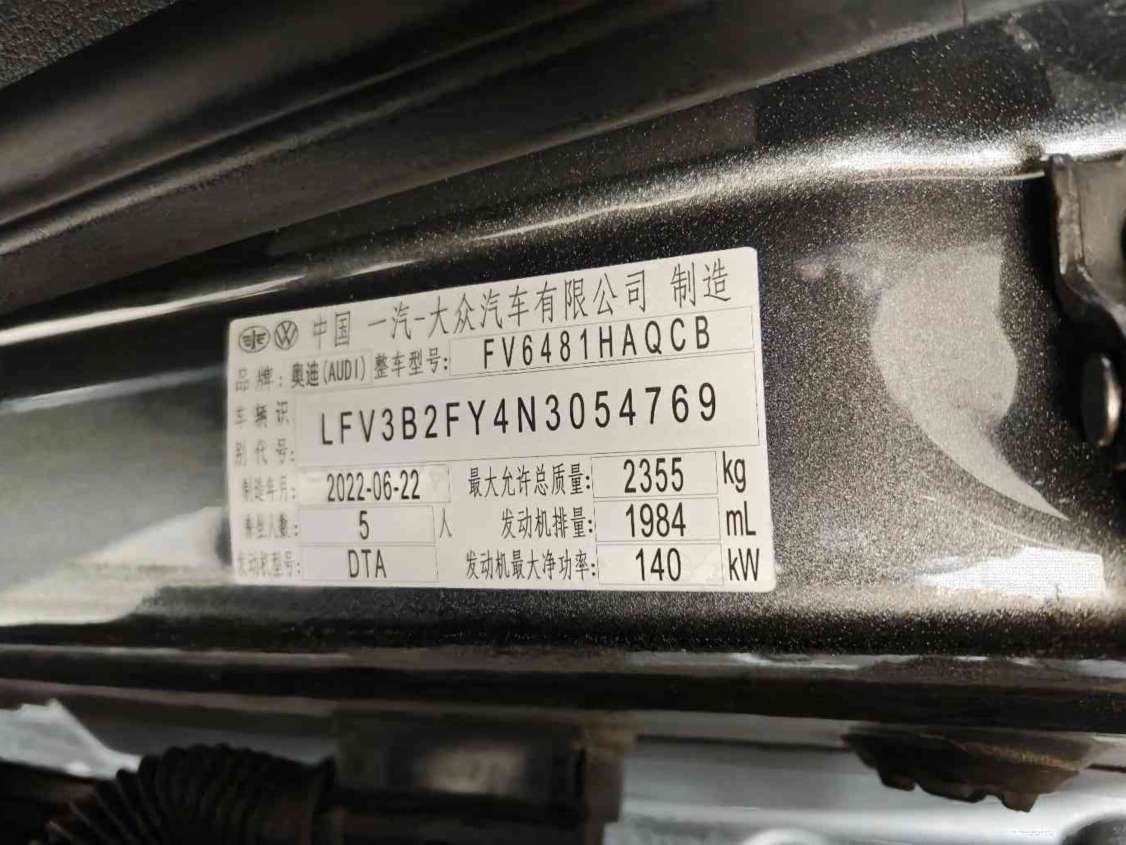 中国 一汽-大众汽车有限公司 制造
品牌: 奥迪(AUDI) 整车型号: FV6481HAQCB
车辆识别代号: LFV3B2FY4N3054769
制造年月: 2022-06-22 最大允许总质量: 2355 kg
乘坐人数: 5 人 发动机排量: 1984 mL
发动机型号: DTA 发动机最大净功率: 140 kW